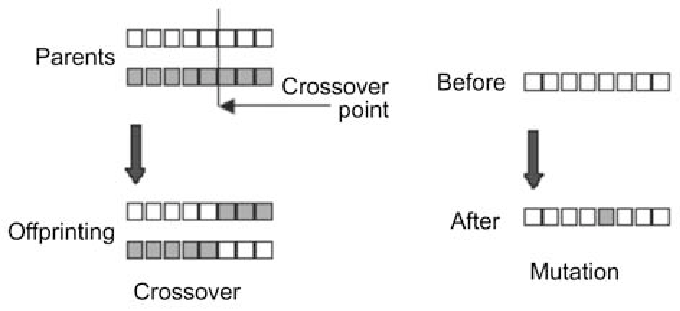 Parents
Crossover
point
Offprinting
Crossover
Before
After
Mutation